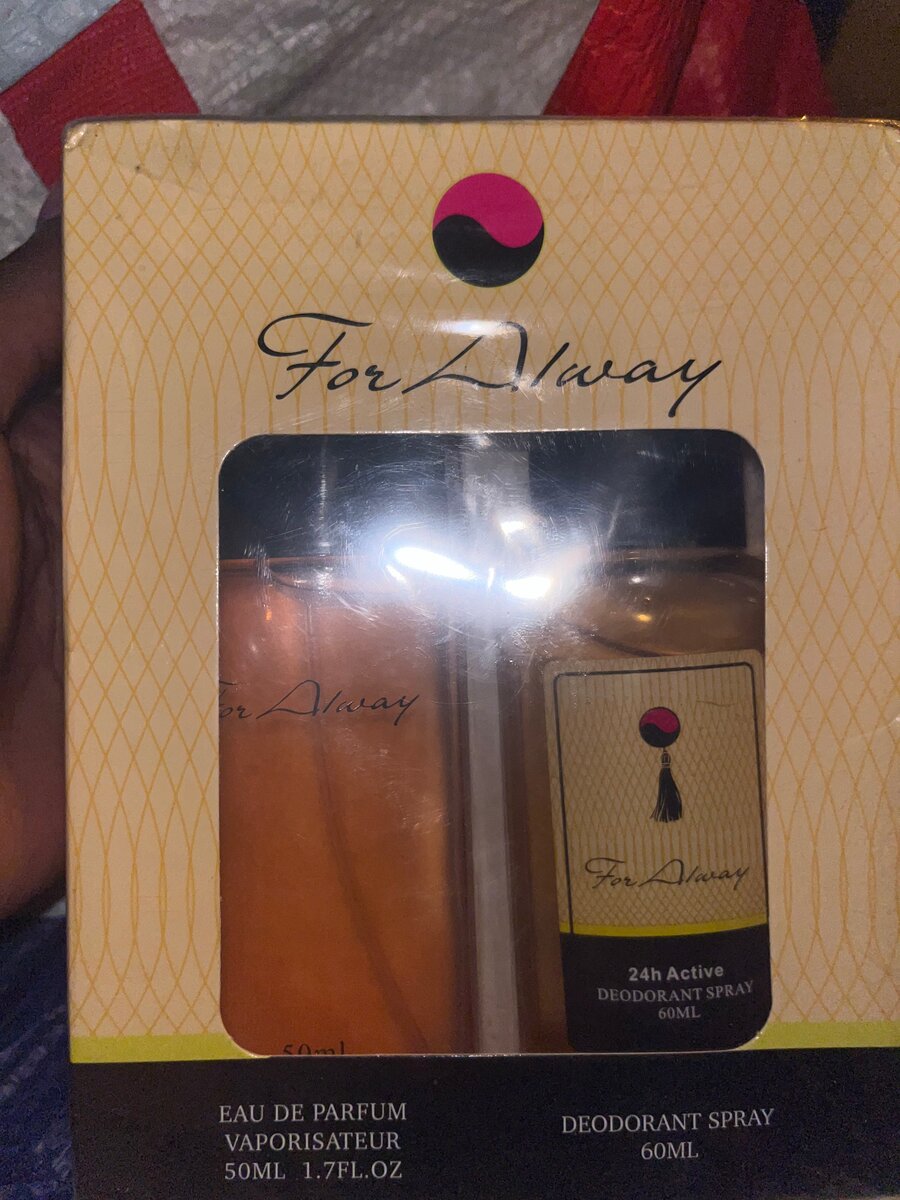 For Alway
For Alway
50ml
For Alway
24h Active
DEODORANT SPRAY
60ML
EAU DE PARFUM
VAPORISATEUR
50ML 1.7FL.OZ
DEODORANT SPRAY
60ML